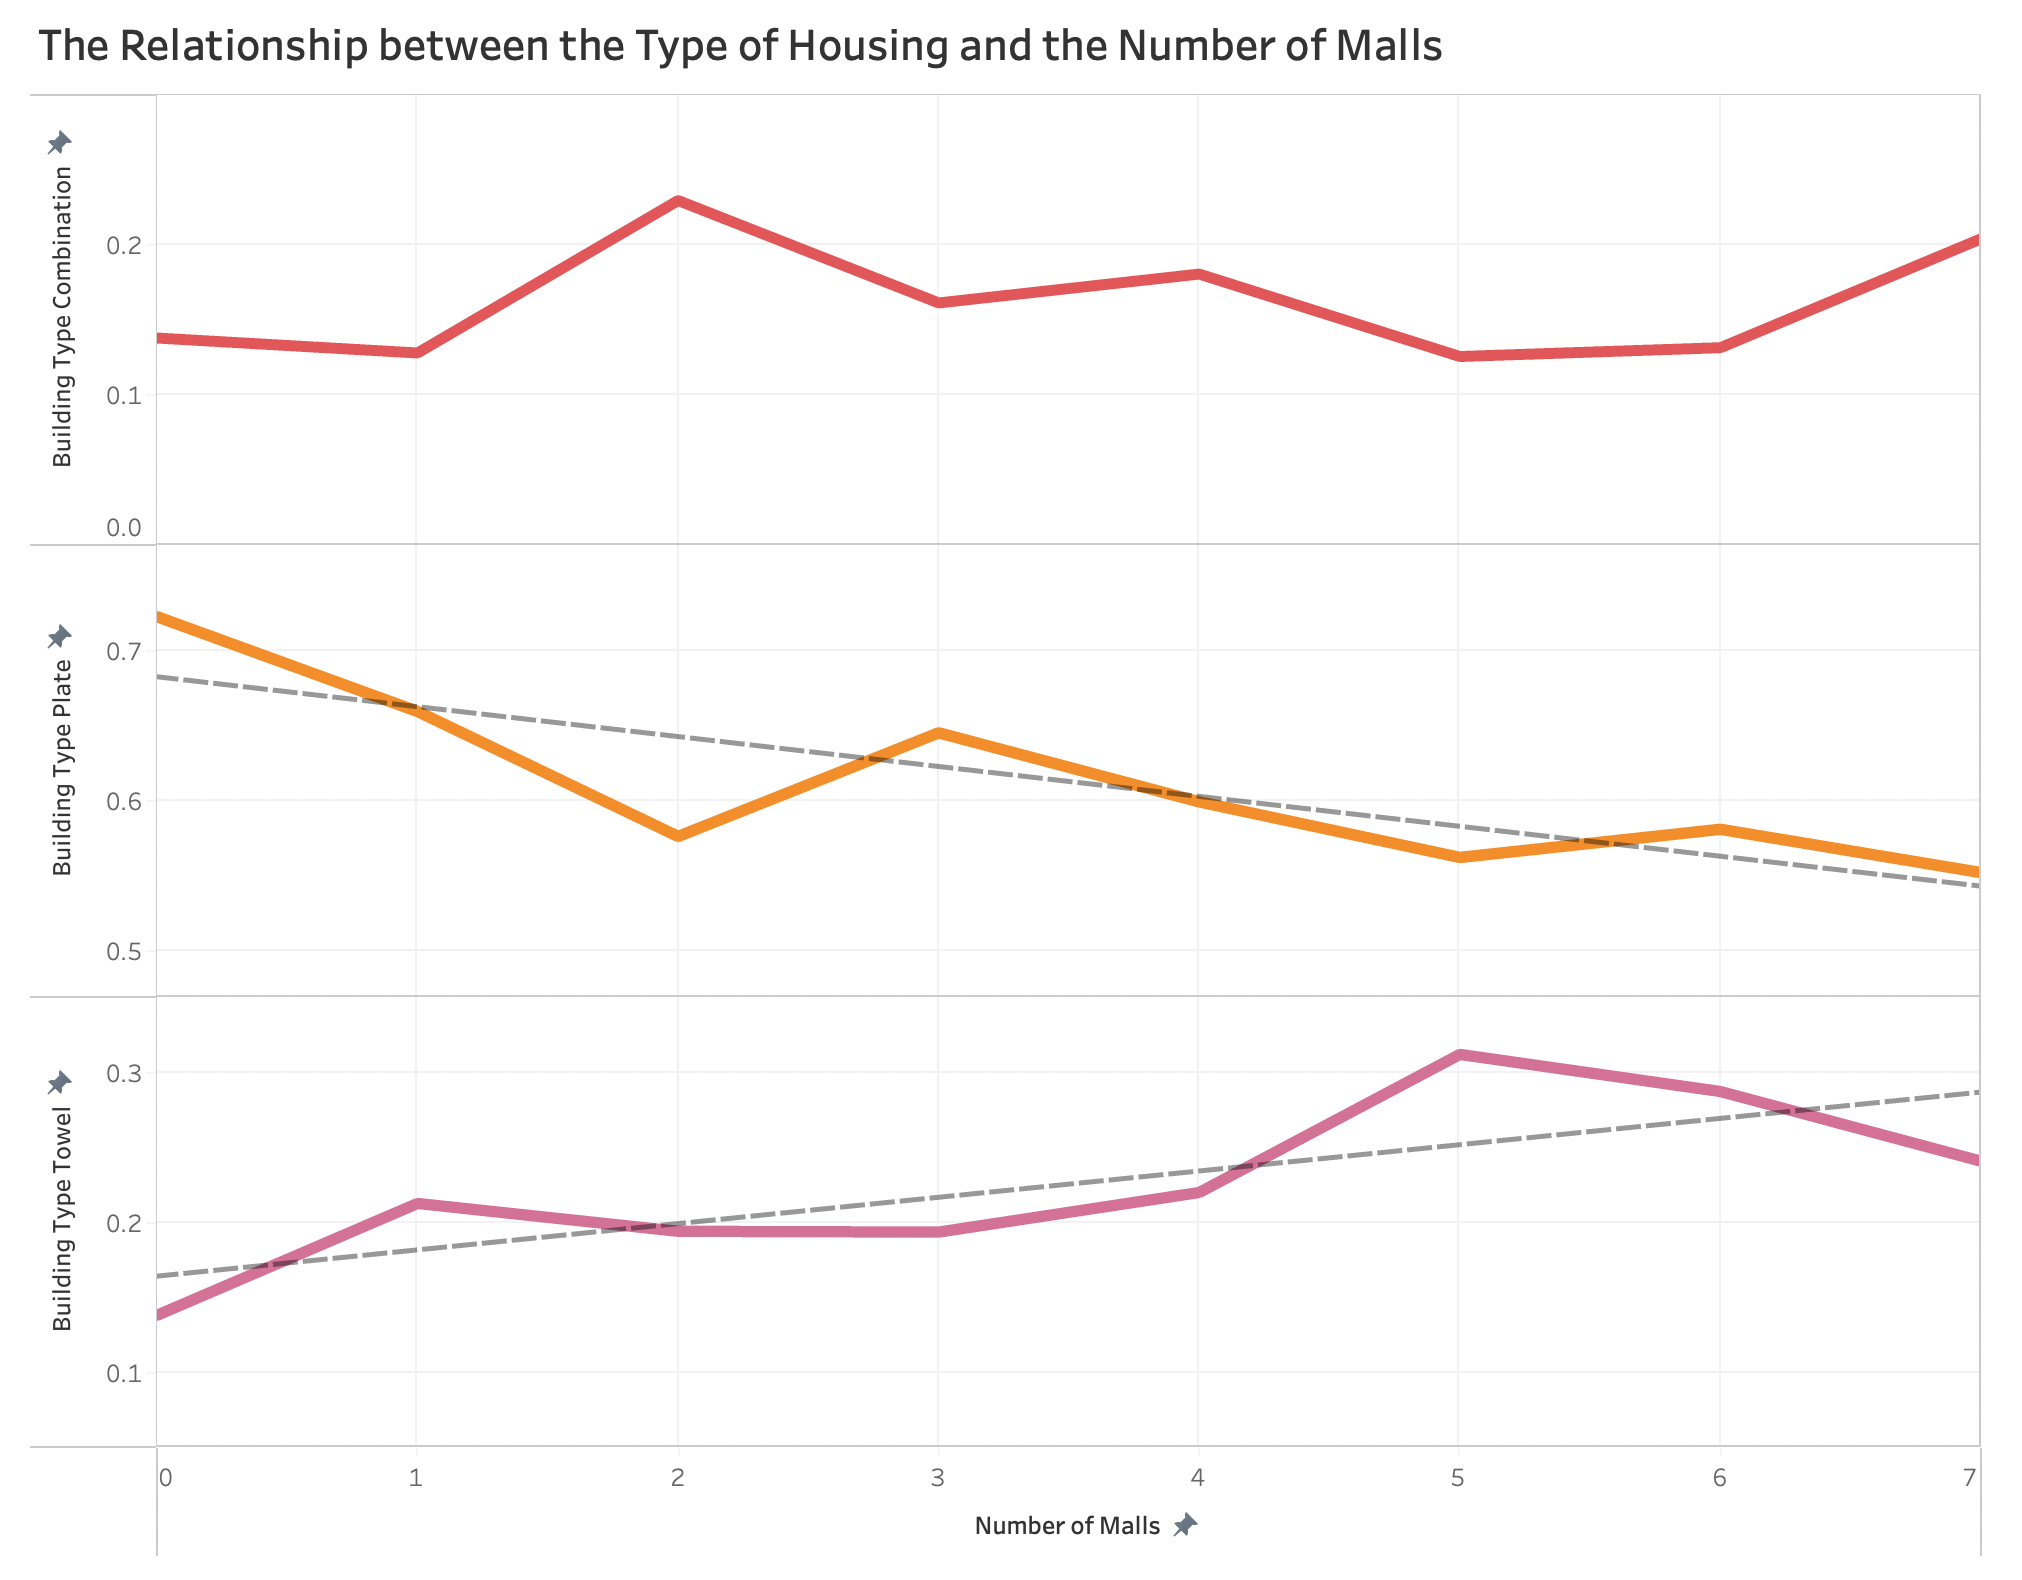 The Relationship between the Type of Housing and the Number of Malls
Building Type Combination
0.2
0.1
0.0
Building Type Plate
0.7
0.6
0.5
Building Type Towel
0.3
0.2
0.1
0 1 2 3 4 5 6 7
Number of Malls